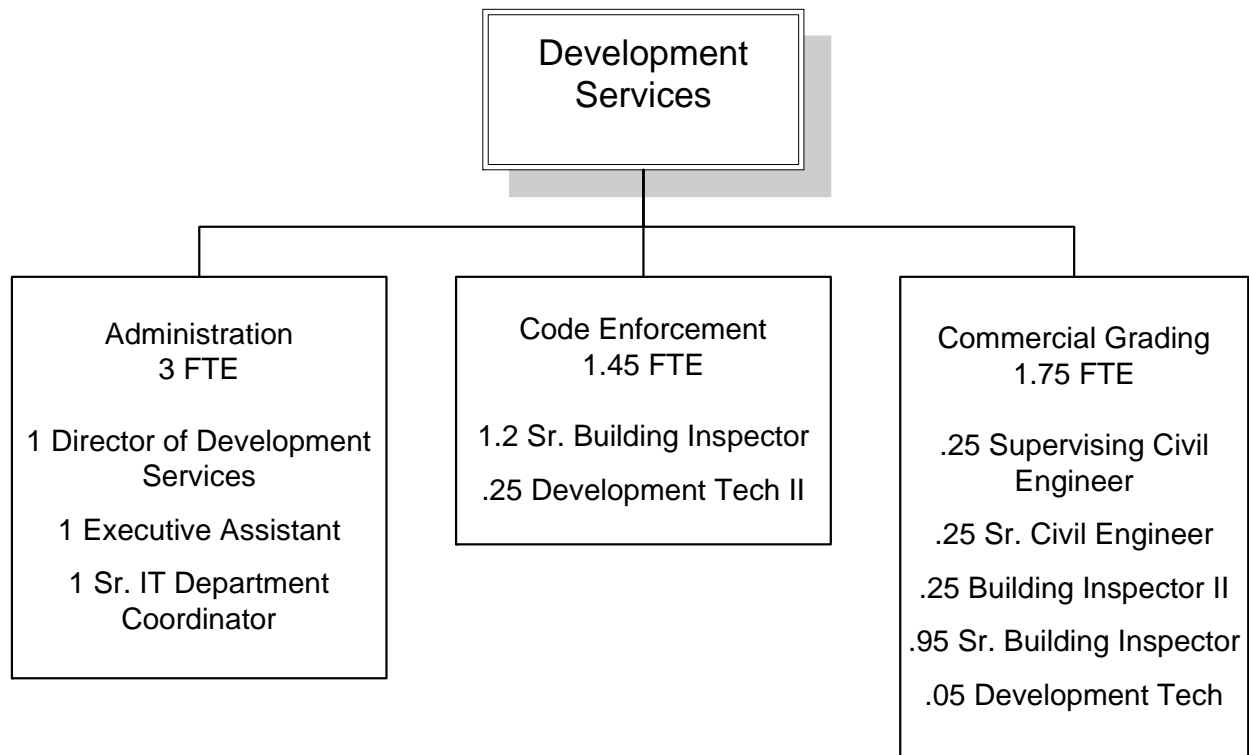 Development
Services
Administration
3 FTE
1 Director of Development
Services
1 Executive Assistant
1 Sr. IT Department
Coordinator
Code Enforcement
1.45 FTE
1.2 Sr. Building Inspector
.25 Development Tech II
Commercial Grading
1.75 FTE
.25 Supervising Civil
Engineer
.25 Sr. Civil Engineer
.25 Building Inspector II
.95 Sr. Building Inspector
.05 Development Tech